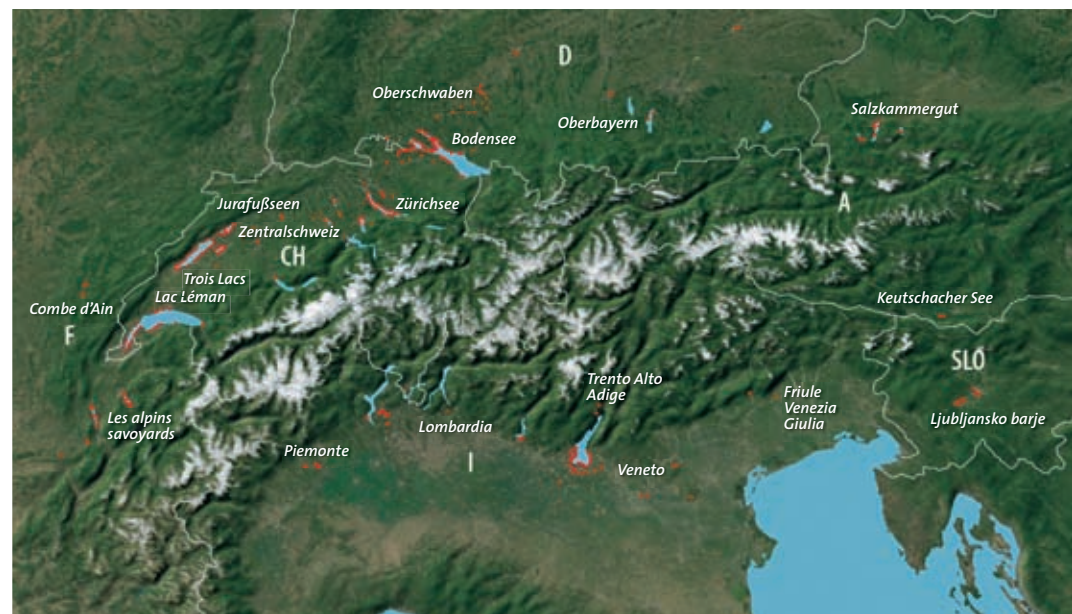 D
Oberschwaben
Oberbayern
Salzkammergut
Bodensee
Jurafußseen
Zürichsee
A
Zentralschweiz
CH
Trois Lacs
Lac Léman
Combe d'Ain
F
Keutschacher See
SLO
Trento Alto
Adige
Friule
Venezia
Giulia
Les alpins
savoyards
Lombardia
Ljubljansko barje
Piemonte
I
Veneto